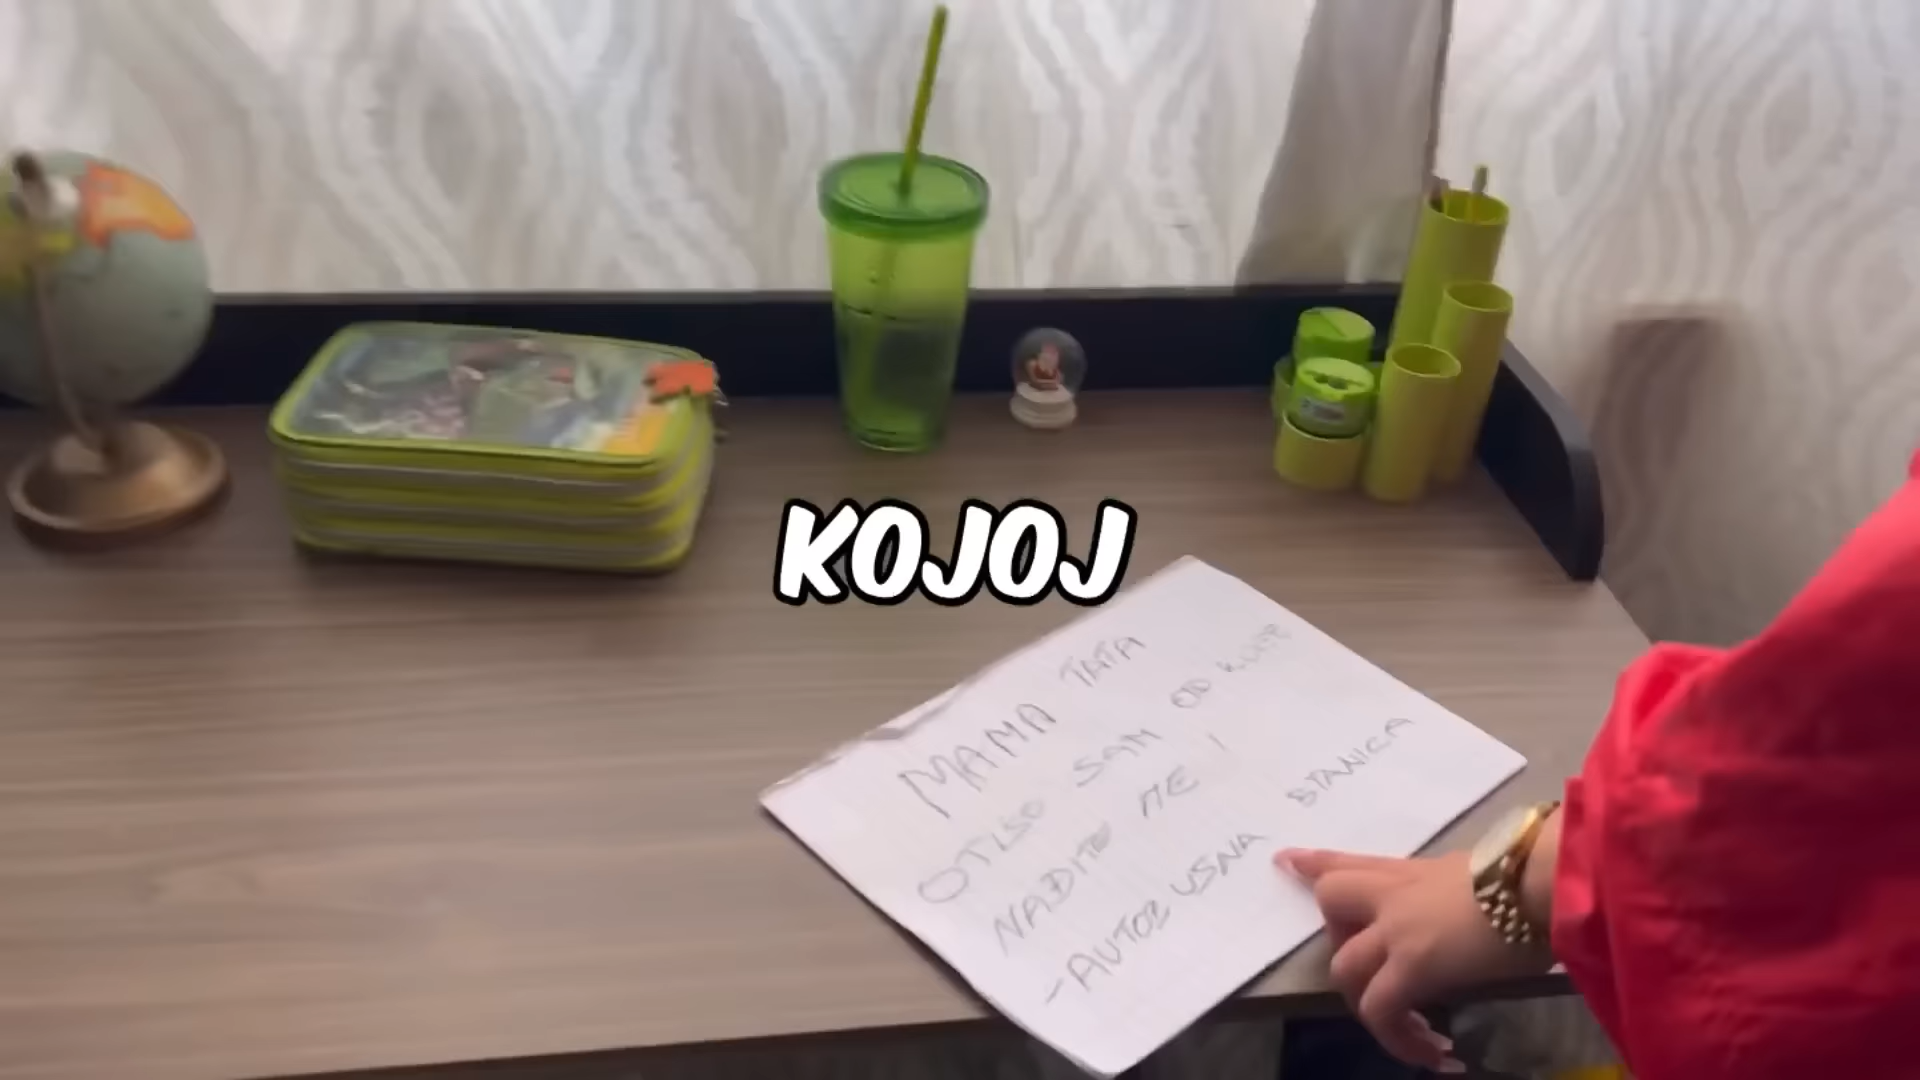 KOJOJ
MAMA TATA
OTIŠO SAM OD KUĆE
NAĐITE ME !
- AUTOBUSNA STANICA